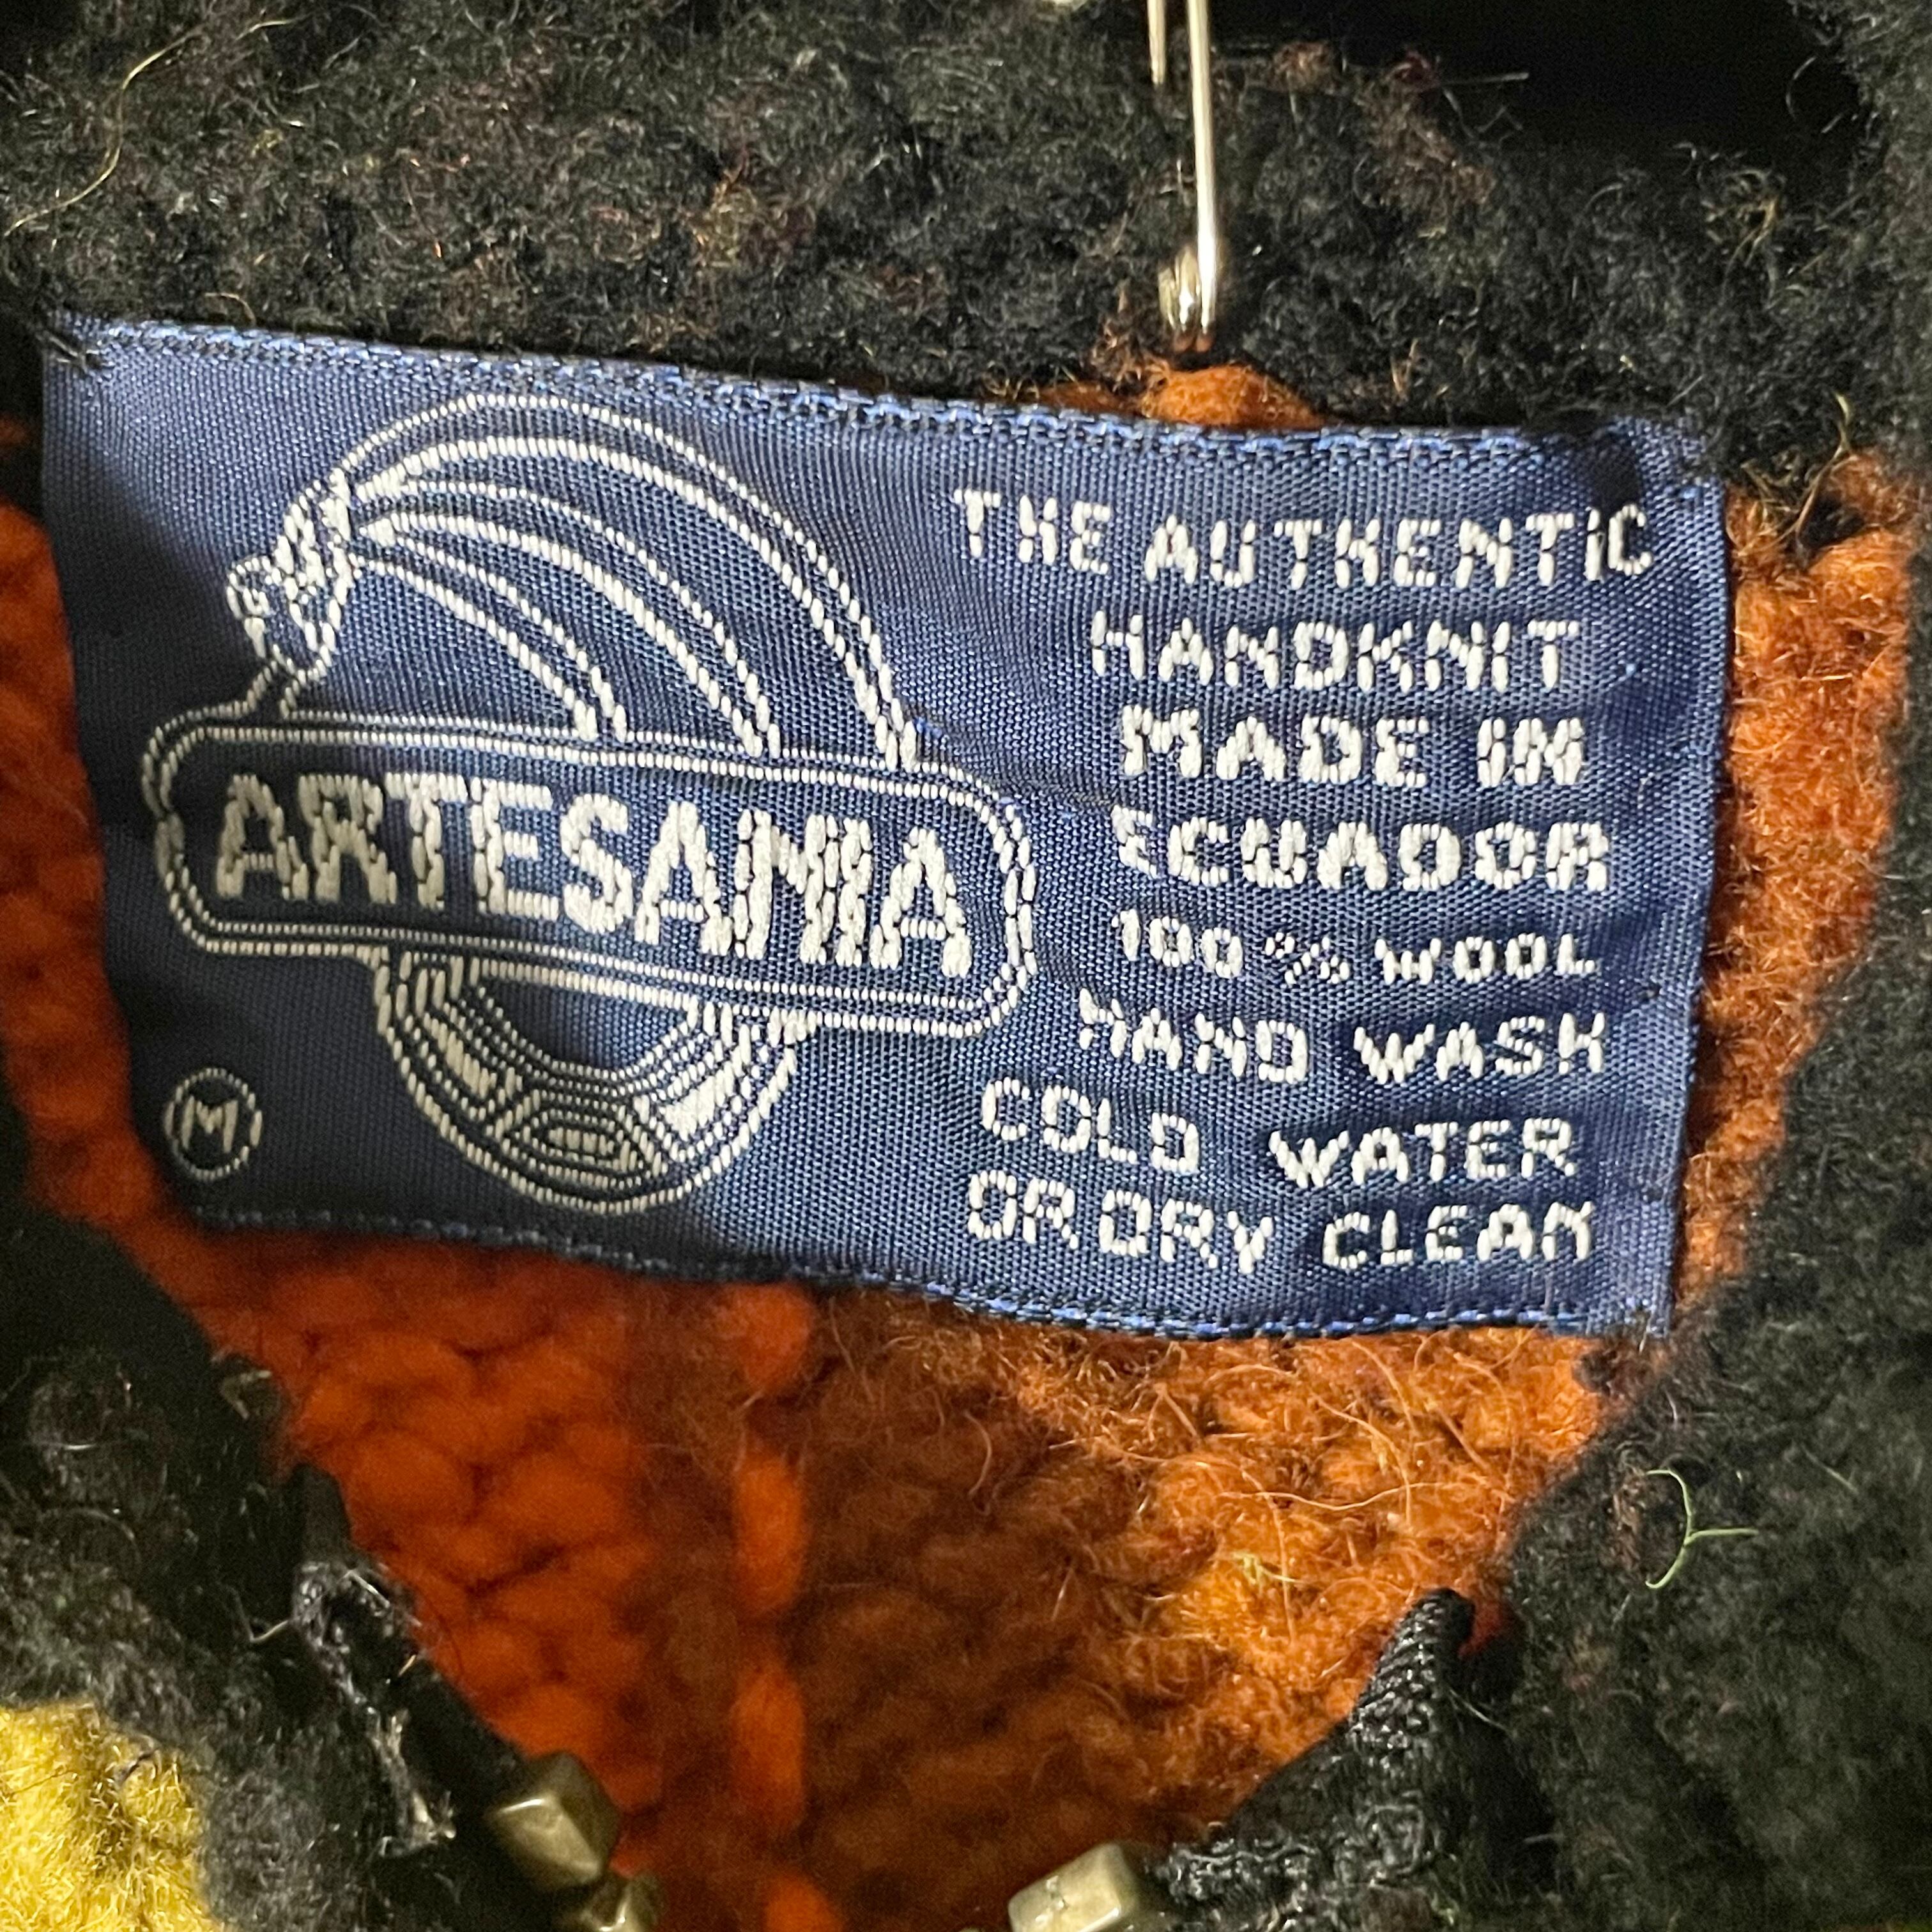 ARTESANIA
M
THE AUTHENTIC
HANDKNIT
MADE IN
ECUADOR
100% WOOL
HAND WASH
COLD WATER
OR DRY CLEAN